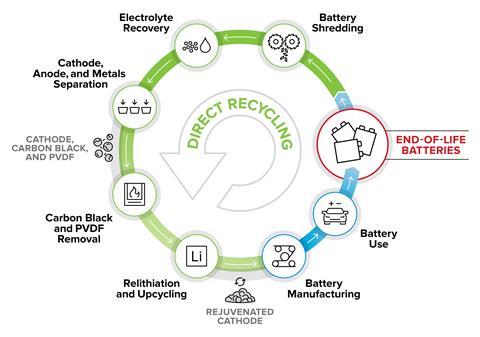 Electrolyte
Recovery
Battery
Shredding
Cathode,
Anode, and Metals
Separation
DIRECT RECYCLING
END-OF-LIFE
BATTERIES
CATHODE,
CARBON BLACK,
AND PVDF
Carbon Black
and PVDF
Removal
Battery
Use
Li
Relithiation
and Upcycling
Battery
Manufacturing
REJUVENATED
CATHODE